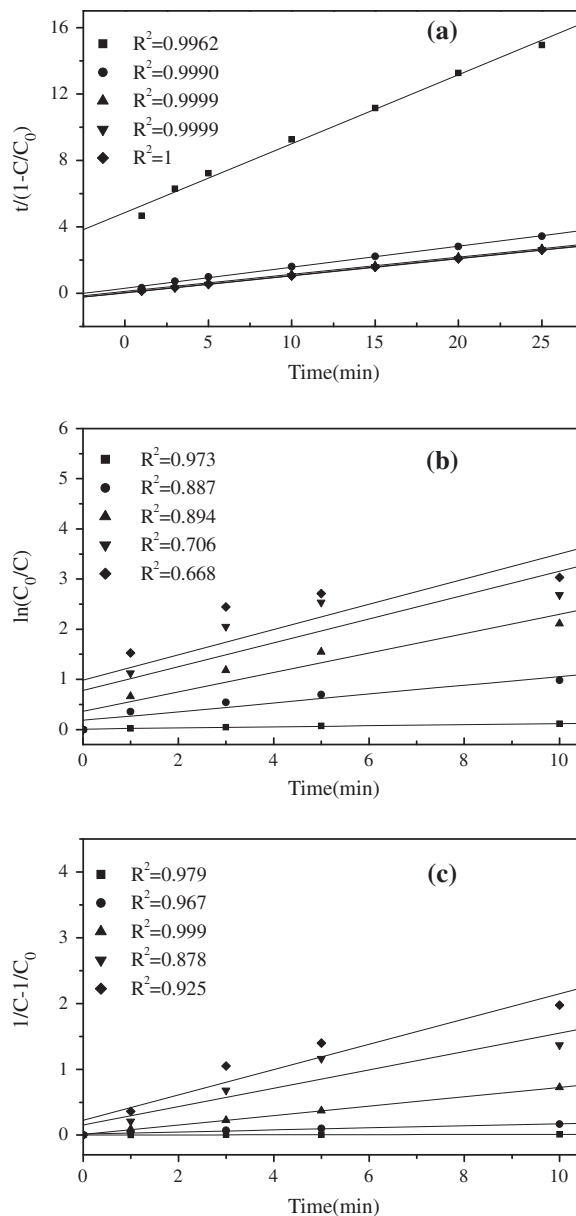 (a)
R²=0.9962
R²=0.9990
R²=0.9999
R²=0.9999
R²=1
t/(1-C/C₀)
16
12
8
4
0
0 5 10 15 20 25
Time(min)
(b)
R²=0.973
R²=0.887
R²=0.894
R²=0.706
R²=0.668
ln(C₀/C)
6
5
4
3
2
1
0
0 2 4 6 8 10
Time(min)
(c)
R²=0.979
R²=0.967
R²=0.999
R²=0.878
R²=0.925
1/C-1/C₀
4
3
2
1
0
0 2 4 6 8 10
Time(min)